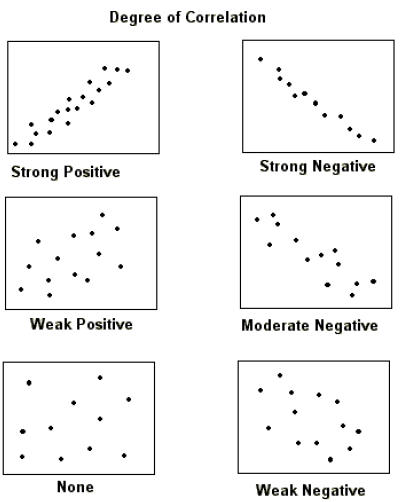 Degree of Correlation
Strong Positive
Strong Negative
Weak Positive
Moderate Negative
None
Weak Negative